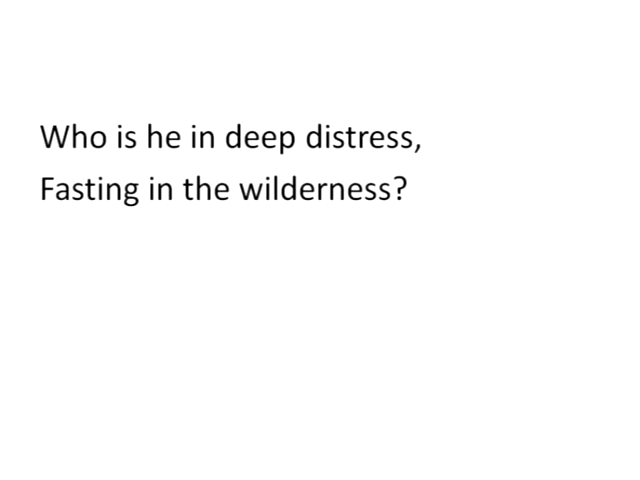 Who is he in deep distress,
Fasting in the wilderness?